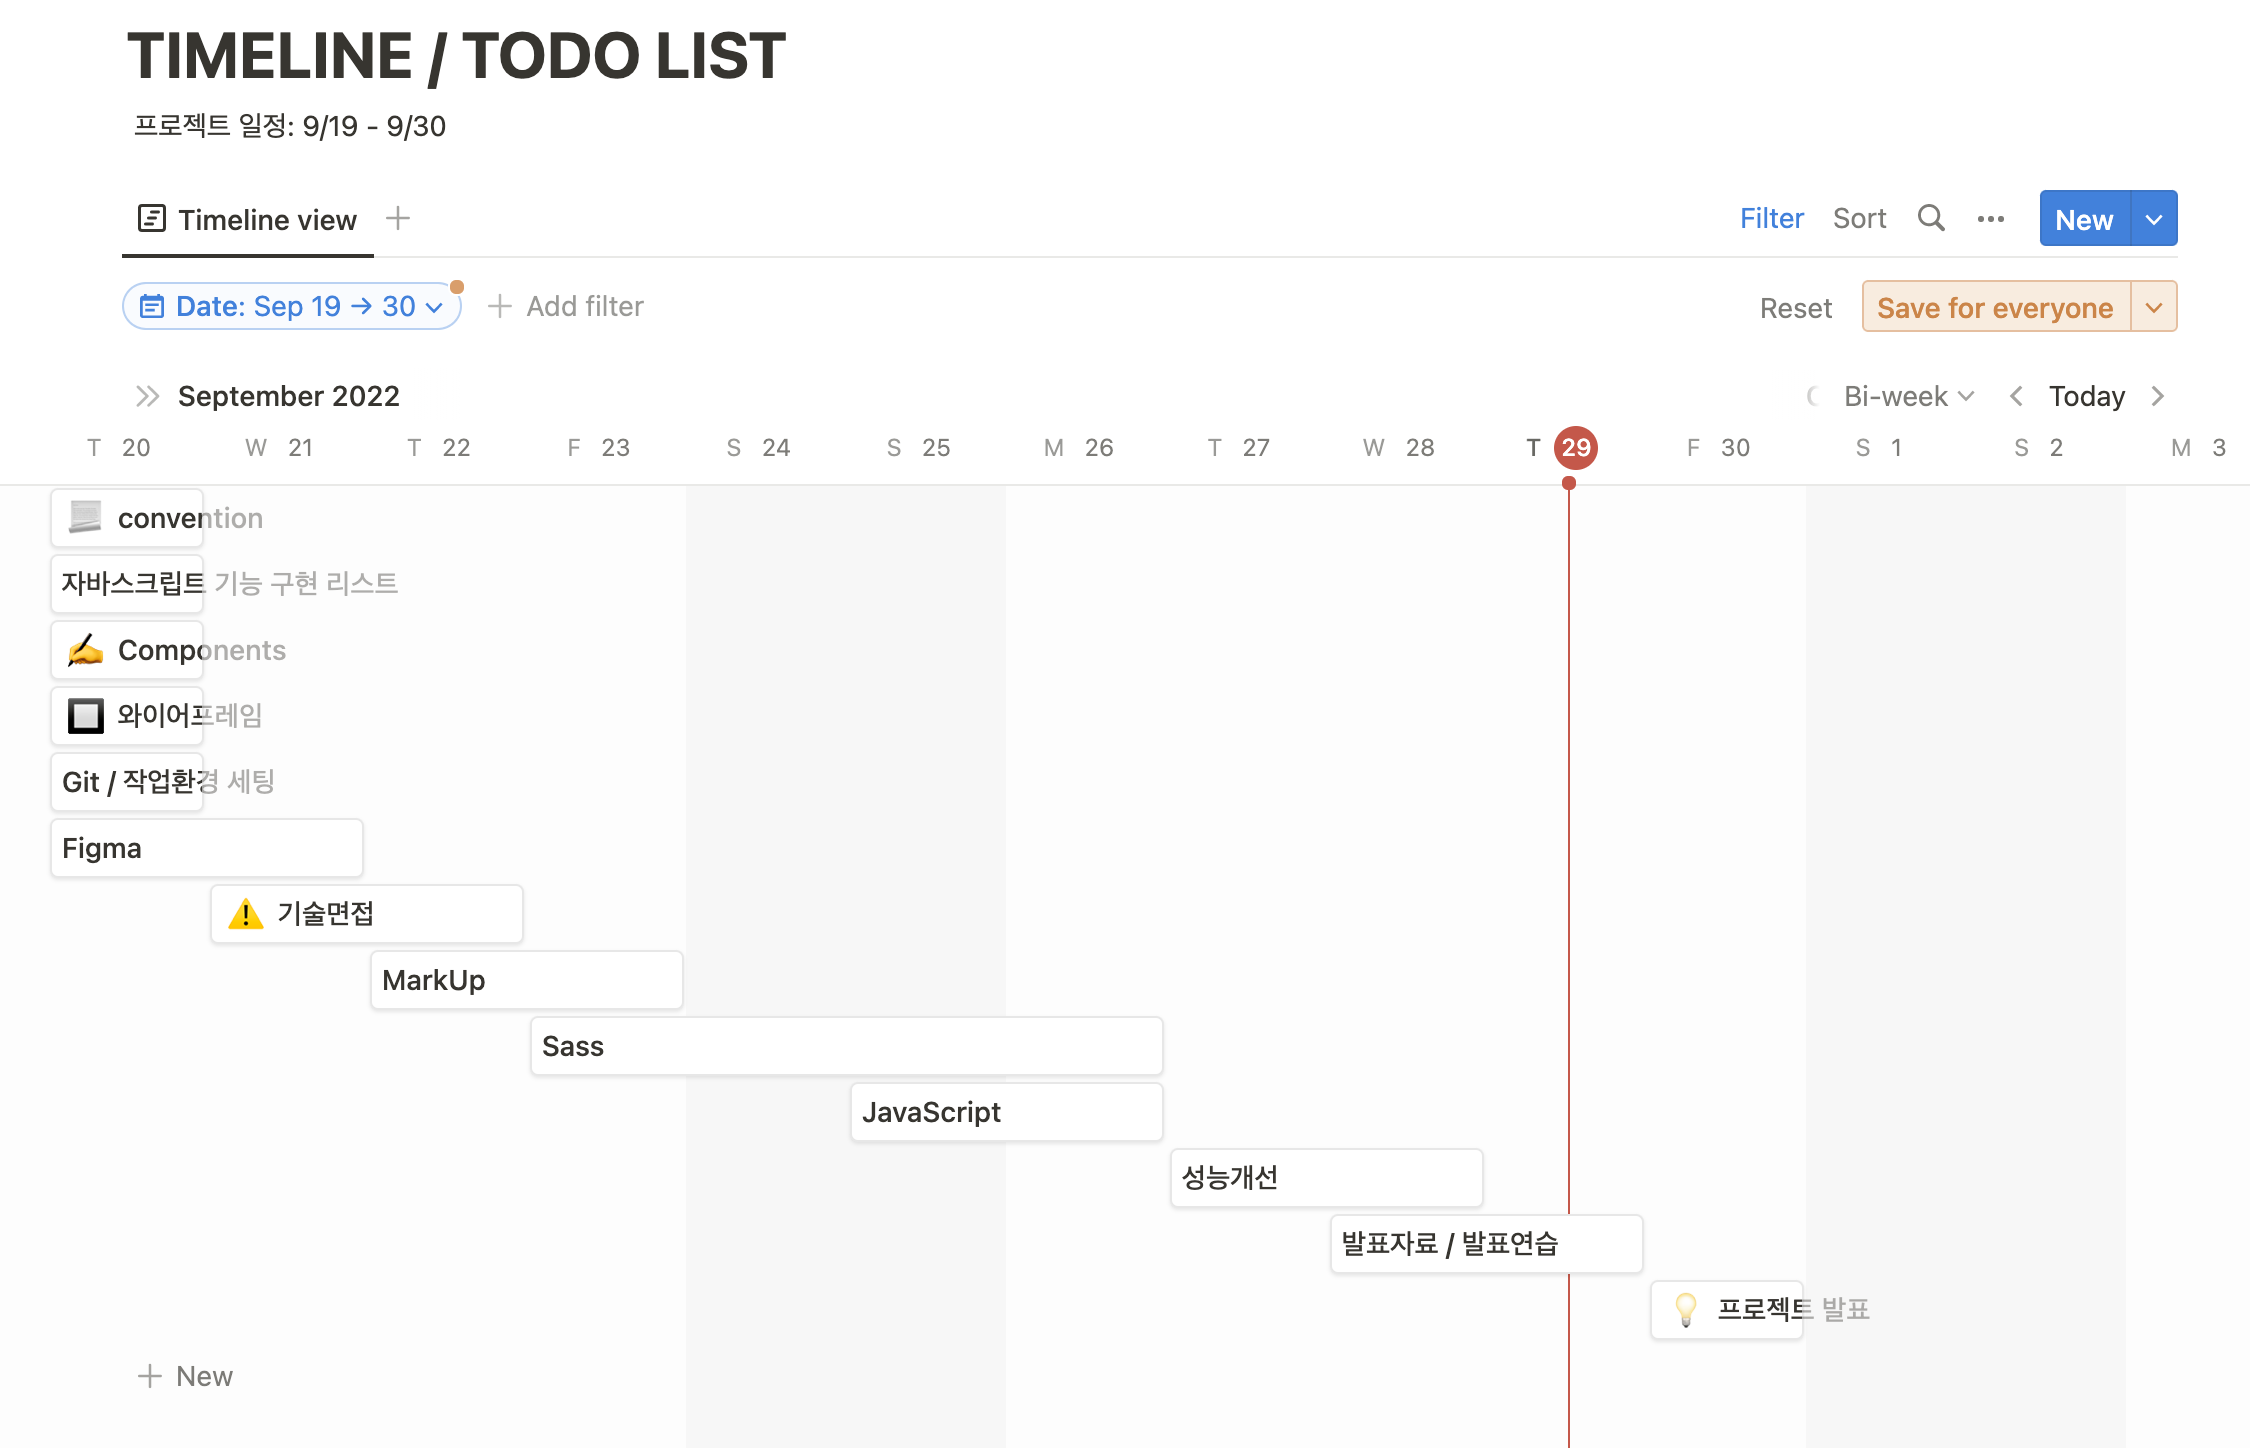 TIMELINE / TODO LIST
프로젝트 일정: 9/19 - 9/30
Timeline view
Filter Sort New
Date: Sep 19 → 30 Add filter
Reset Save for everyone
September 2022
Bi-week Today
T 20 W 21 T 22 F 23 S 24 S 25 M 26 T 27 W 28 T 29 F 30 S 1 S 2 M 3
convention
자바스크립트 기능 구현 리스트
Components
와이어프레임
Git / 작업환경 세팅
Figma
기술면접
MarkUp
Sass
JavaScript
성능개선
발표자료 / 발표연습
프로젝트 발표
New